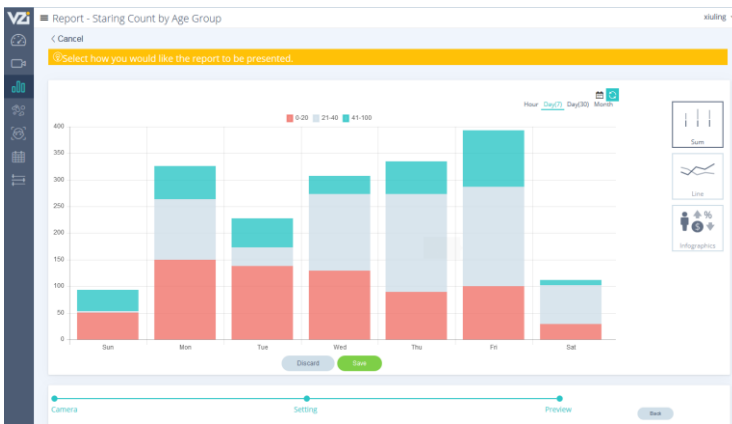 VZi
Report - Staring Count by Age Group
xiuling
< Cancel
Select how you would like the report to be presented.
Hour Day(7) Day(30) Month
0-20 21-40 41-100
400
350
300
250
200
150
100
50
0
Sun Mon Tue Wed Thu Fri Sat
Discard Save
Sum
Line
%
$
Infographics
Camera Setting Preview
Back